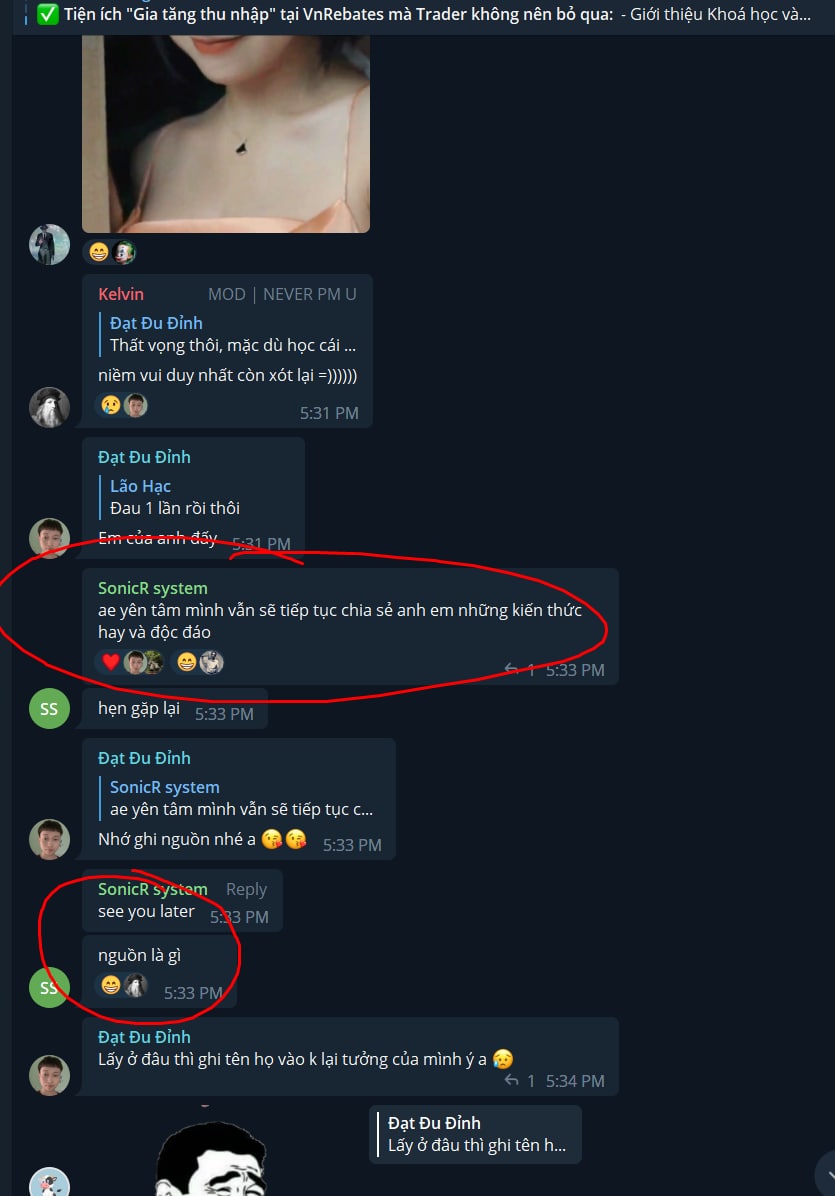 ✅ Tiện ích "Gia tăng thu nhập" tại VnRebates mà Trader không nên bỏ qua: - Giới thiệu Khoá học và...
Kelvin MOD | NEVER PM U
Đạt Đu Đỉnh
Thất vọng thôi, mặc dù học cái ...
niềm vui duy nhất còn xót lại =))))))
5:31 PM
Đạt Đu Đỉnh
Lão Hạc
Đau 1 lần rồi thôi
Em của anh đấy 5:31 PM
SonicR system
ae yên tâm mình vẫn sẽ tiếp tục chia sẻ anh em những kiến thức
hay và độc đáo
1 5:33 PM
SS
hẹn gặp lại 5:33 PM
Đạt Đu Đỉnh
SonicR system
ae yên tâm mình vẫn sẽ tiếp tục c...
Nhớ ghi nguồn nhé a 😘😘 5:33 PM
SonicR system Reply
see you later 5:33 PM
nguồn là gì
SS
5:33 PM
Đạt Đu Đỉnh
Lấy ở đâu thì ghi tên họ vào k lại tưởng của mình ý a 😥
1 5:34 PM
Đạt Đu Đỉnh
Lấy ở đâu thì ghi tên h...